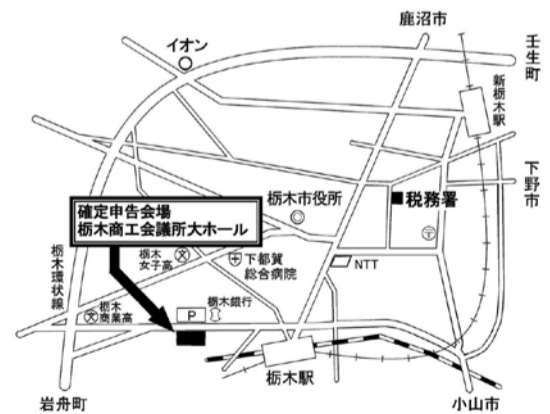 鹿沼市
イオン
壬生町
新栃木駅
下野市
栃木市役所
税務署
確定申告会場
栃木商工会議所大ホール
〒
栃木環状線
文
栃木
女子高
下都賀
総合病院
NTT
文
栃木
商業高
P
栃木銀行
栃木駅
岩舟町
小山市